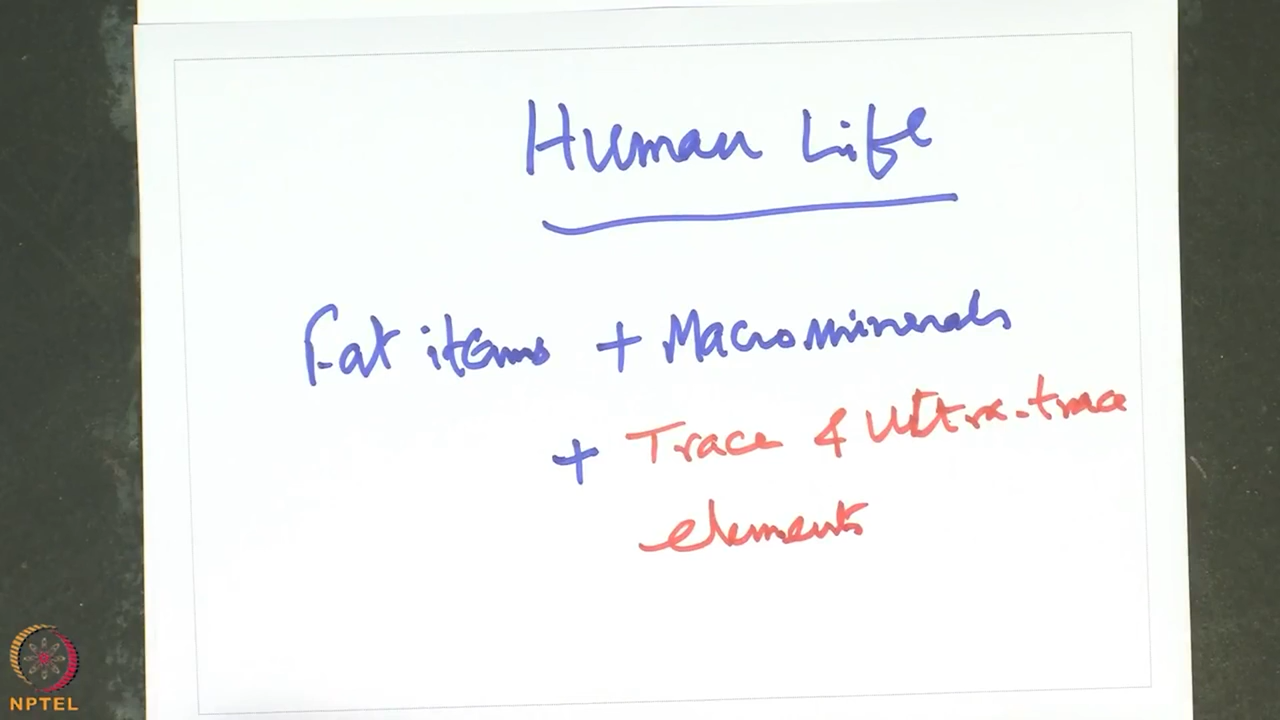 Human Life
Fat items + Macrominerals
+ Trace & Ultra-trace
elements
NPTEL